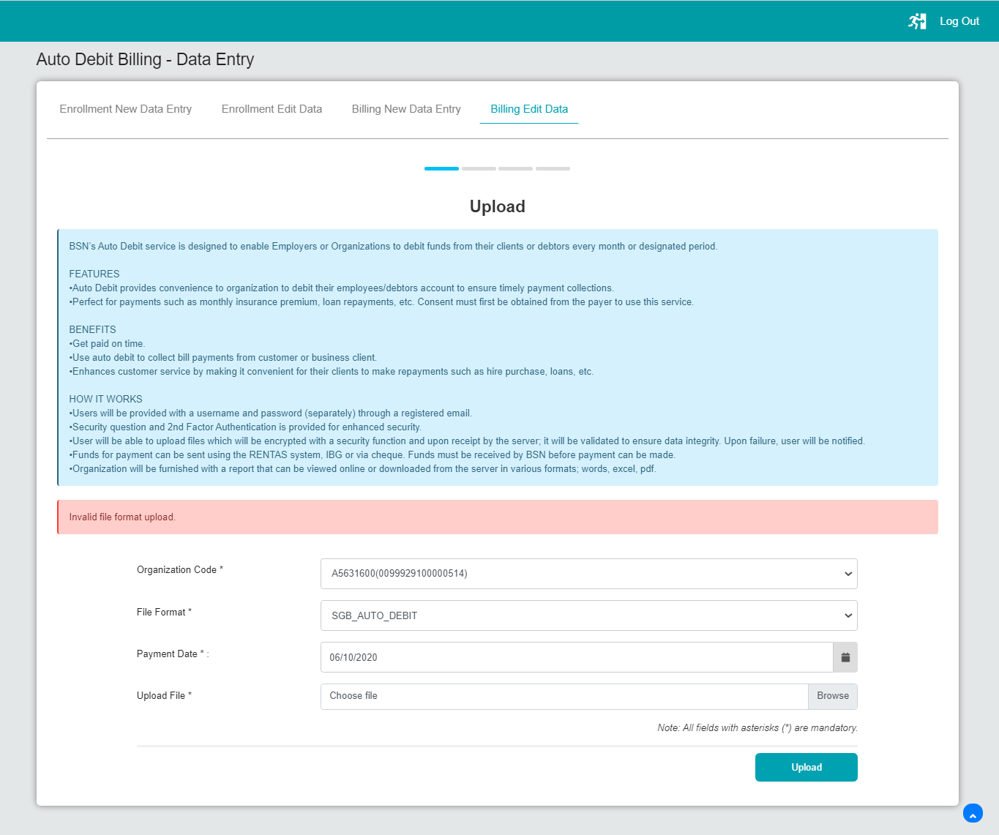 Log Out
Auto Debit Billing - Data Entry
Enrollment New Data Entry
Enrollment Edit Data
Billing New Data Entry
Billing Edit Data
Upload
BSN's Auto Debit service is designed to enable Employers or Organizations to debit funds from their clients or debtors every month or designated period.
FEATURES
•Auto Debit provides convenience to organization to debit their employees/debtors account to ensure timely payment collections.
•Perfect for payments such as monthly insurance premium, loan repayments, etc. Consent must first be obtained from the payer to use this service.
BENEFITS
•Get paid on time.
•Use auto debit to collect bill payments from customer or business client.
•Enhances customer service by making it convenient for their clients to make repayments such as hire purchase, loans, etc.
HOW IT WORKS
•Users will be provided with a username and password (separately) through a registered email.
•Security question and 2nd Factor Authentication is provided for enhanced security.
•User will be able to upload files which will be encrypted with a security function and upon receipt by the server; it will be validated to ensure data integrity. Upon failure, user will be notified.
•Funds for payment can be sent using the RENTAS system, IBG or via cheque. Funds must be received by BSN before payment can be made.
•Organization will be furnished with a report that can be viewed online or downloaded from the server in various formats; words, excel, pdf.
Invalid file format upload.
Organization Code *
A5631600(0099929100000514)
File Format *
SGB_AUTO_DEBIT
Payment Date * :
06/10/2020
Upload File *
Choose file
Browse
Note: All fields with asterisks (*) are mandatory.
Upload